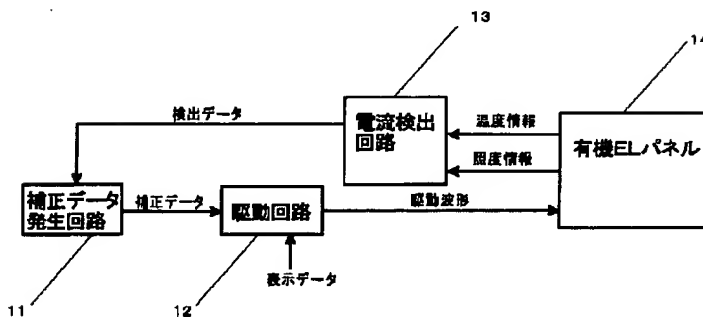 13
14
検出データ
電流検出
回路
温度情報
照度情報
有機ELパネル
補正データ
発生回路
補正データ
駆動回路
駆動波形
表示データ
11
12